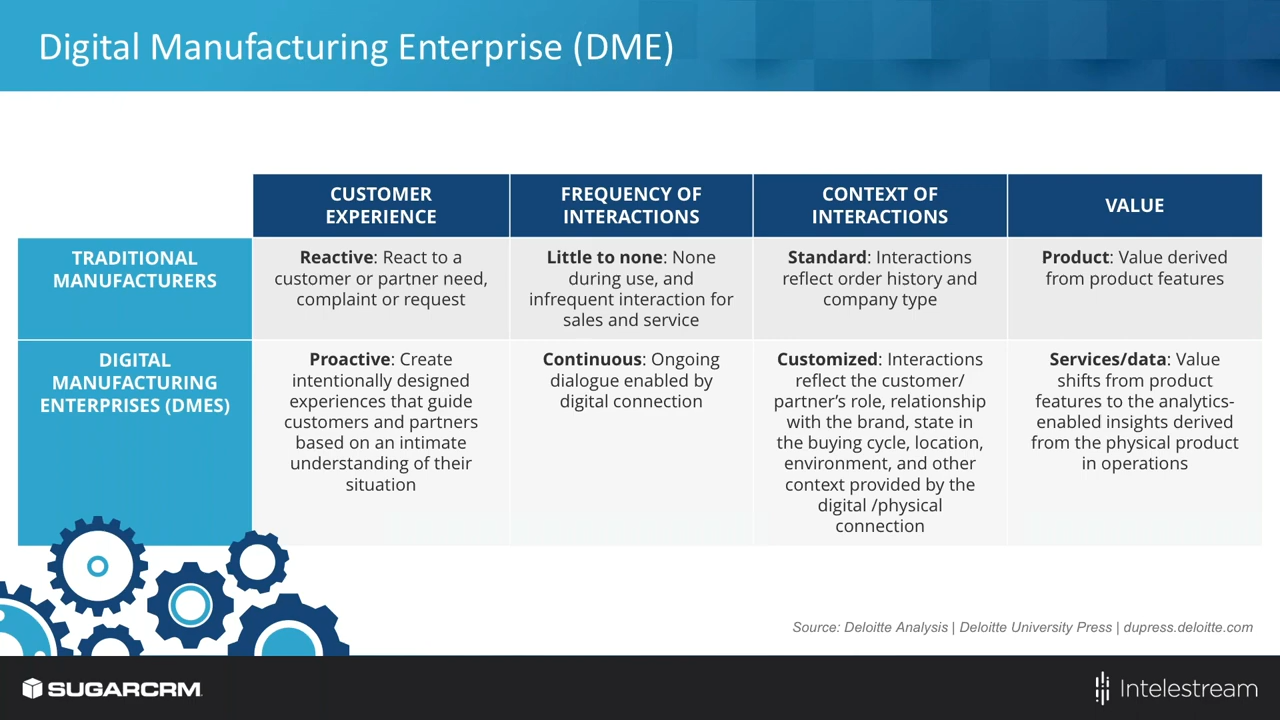 Digital Manufacturing Enterprise (DME)
CUSTOMER
EXPERIENCE
FREQUENCY OF
INTERACTIONS
CONTEXT OF
INTERACTIONS
VALUE
TRADITIONAL
MANUFACTURERS
Reactive: React to a
customer or partner need,
complaint or request
Little to none: None
during use, and
infrequent interaction for
sales and service
Standard: Interactions
reflect order history and
company type
Product: Value derived
from product features
DIGITAL
MANUFACTURING
ENTERPRISES (DMES)
Proactive: Create
intentionally designed
experiences that guide
customers and partners
based on an intimate
understanding of their
situation
Continuous: Ongoing
dialogue enabled by
digital connection
Customized: Interactions
reflect the customer/
partner’s role, relationship
with the brand, state in
the buying cycle, location,
environment, and other
context provided by the
digital /physical
connection
Services/data: Value
shifts from product
features to the analytics-
enabled insights derived
from the physical product
in operations
Source: Deloitte Analysis | Deloitte University Press | dupress.deloitte.com
SUGARCRM
Intelestream